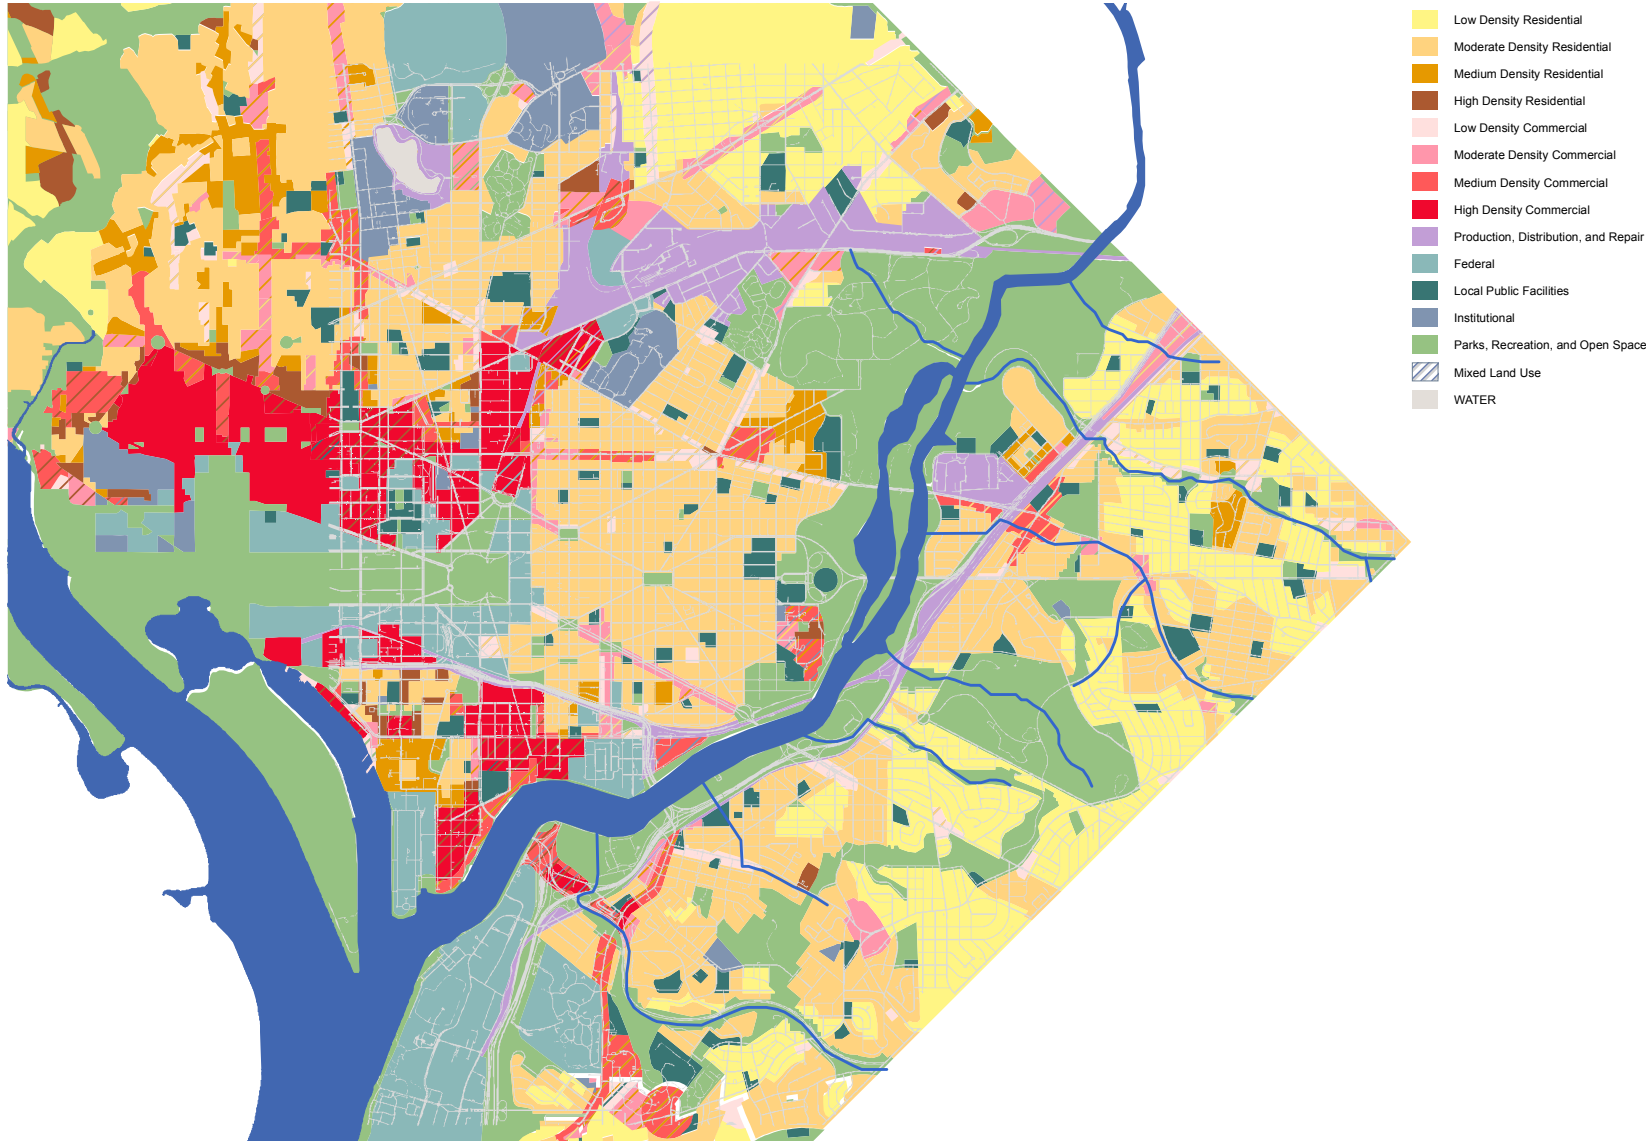 Low Density Residential
Moderate Density Residential
Medium Density Residential
High Density Residential
Low Density Commercial
Moderate Density Commercial
Medium Density Commercial
High Density Commercial
Production, Distribution, and Repair
Federal
Local Public Facilities
Institutional
Parks, Recreation, and Open Space
Mixed Land Use
WATER